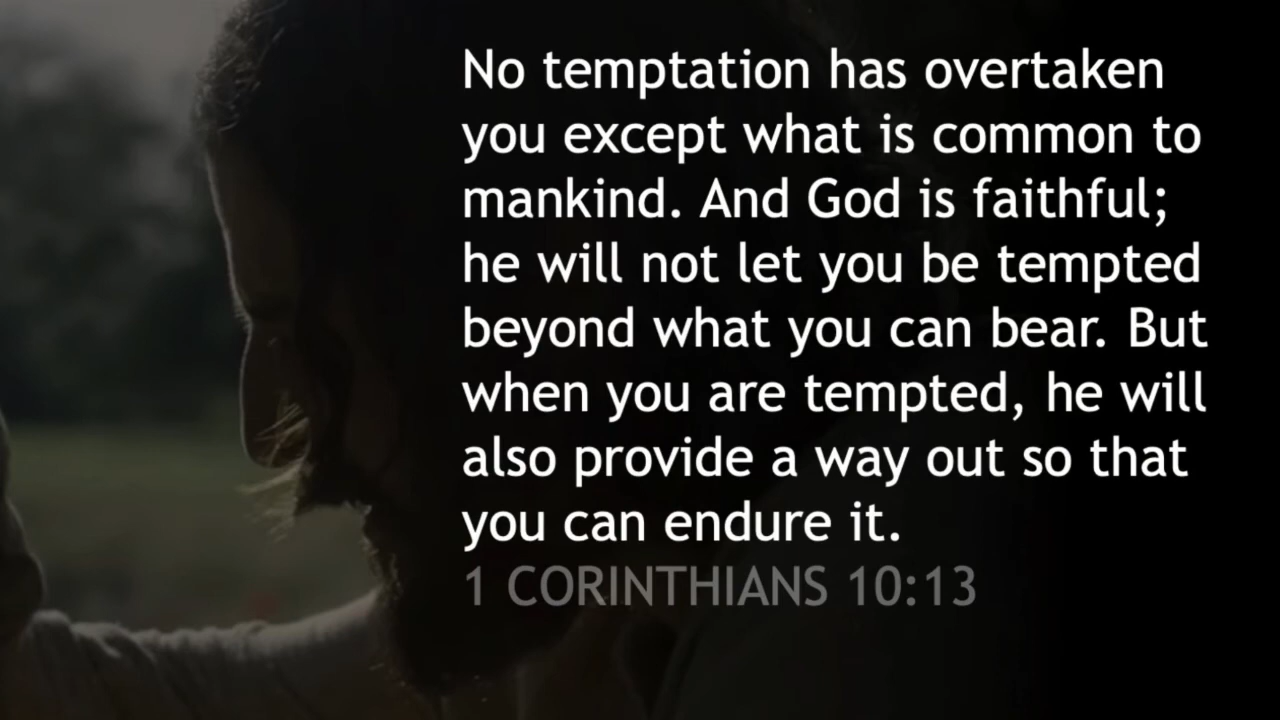 No temptation has overtaken
you except what is common to
mankind. And God is faithful;
he will not let you be tempted
beyond what you can bear. But
when you are tempted, he will
also provide a way out so that
you can endure it.
1 CORINTHIANS 10:13